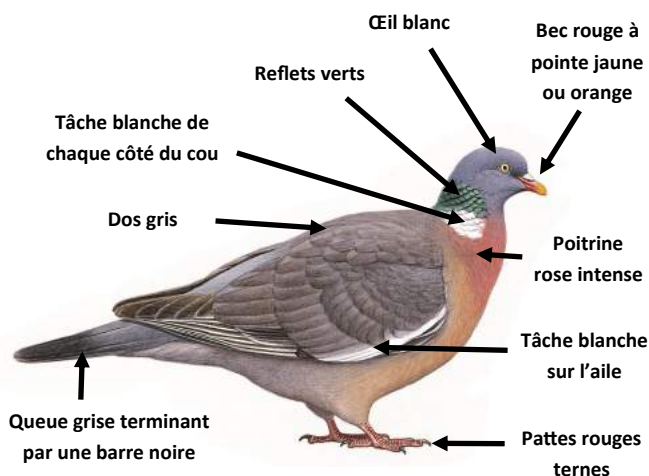 Œil blanc
Bec rouge à
pointe jaune
ou orange
Reflets verts
Tâche blanche de
chaque côté du cou
Dos gris
Poitrine
rose intense
Tâche blanche
sur l’aile
Queue grise terminant
par une barre noire
Pattes rouges
ternes